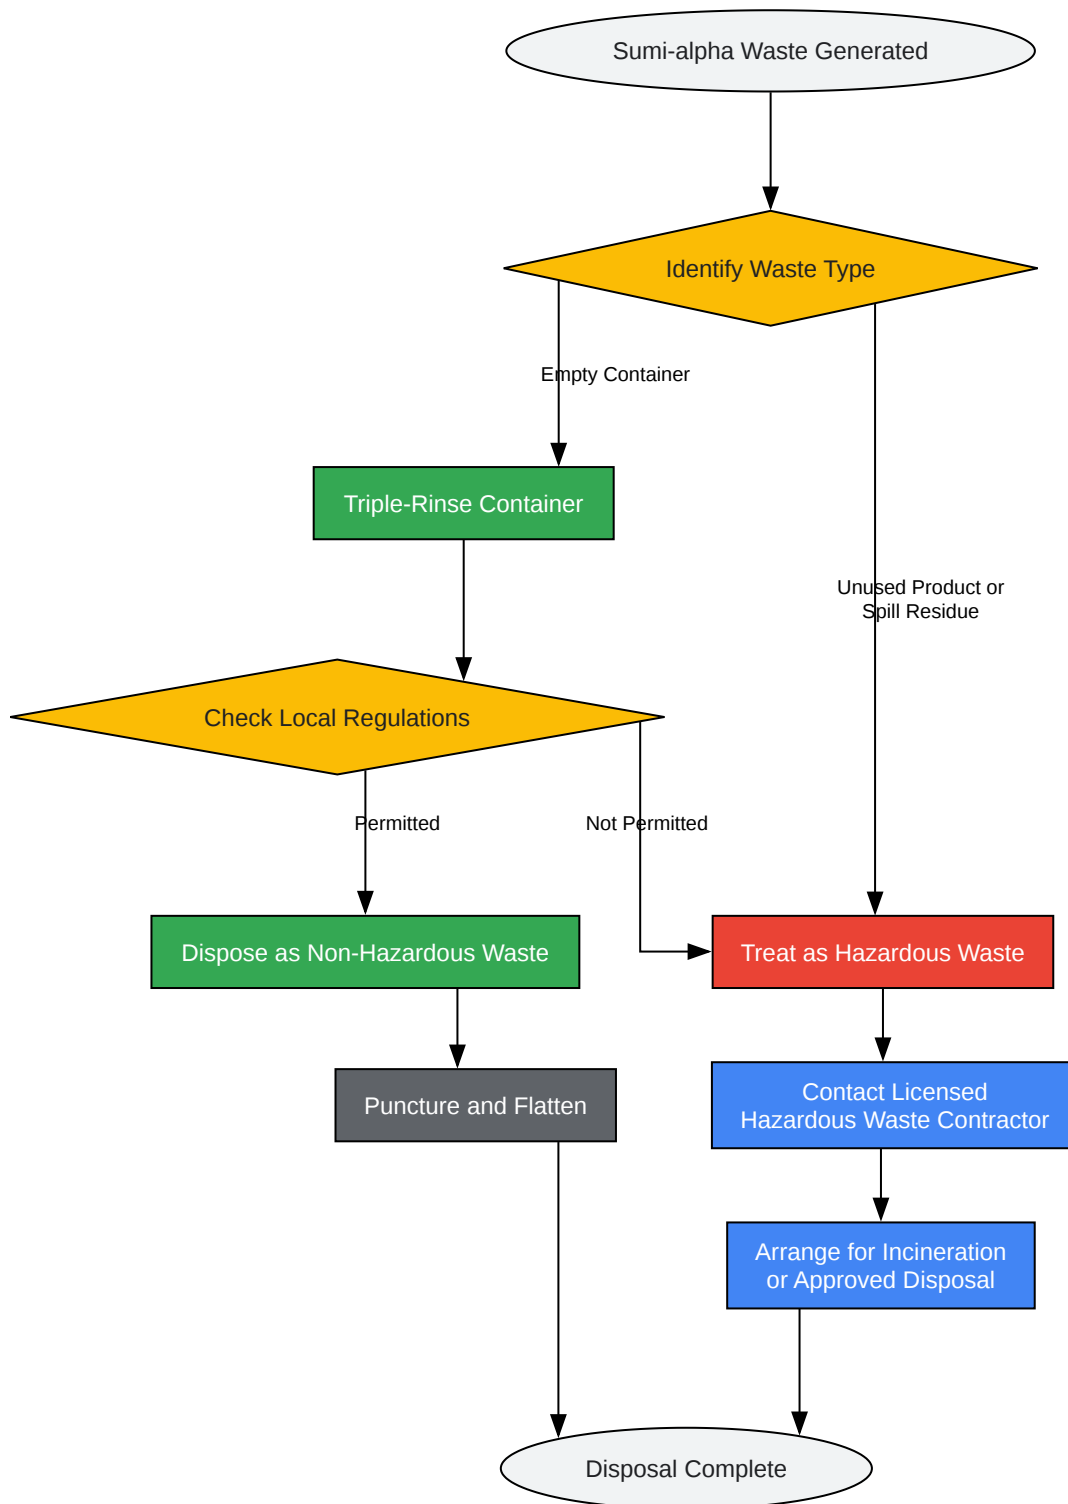 Sumi-alpha Waste Generated
Identify Waste Type
Empty Container
Triple-Rinse Container
Unused Product or
Spill Residue
Check Local Regulations
Permitted
Not Permitted
Dispose as Non-Hazardous Waste
Treat as Hazardous Waste
Puncture and Flatten
Contact Licensed
Hazardous Waste Contractor
Arrange for Incineration
or Approved Disposal
Disposal Complete